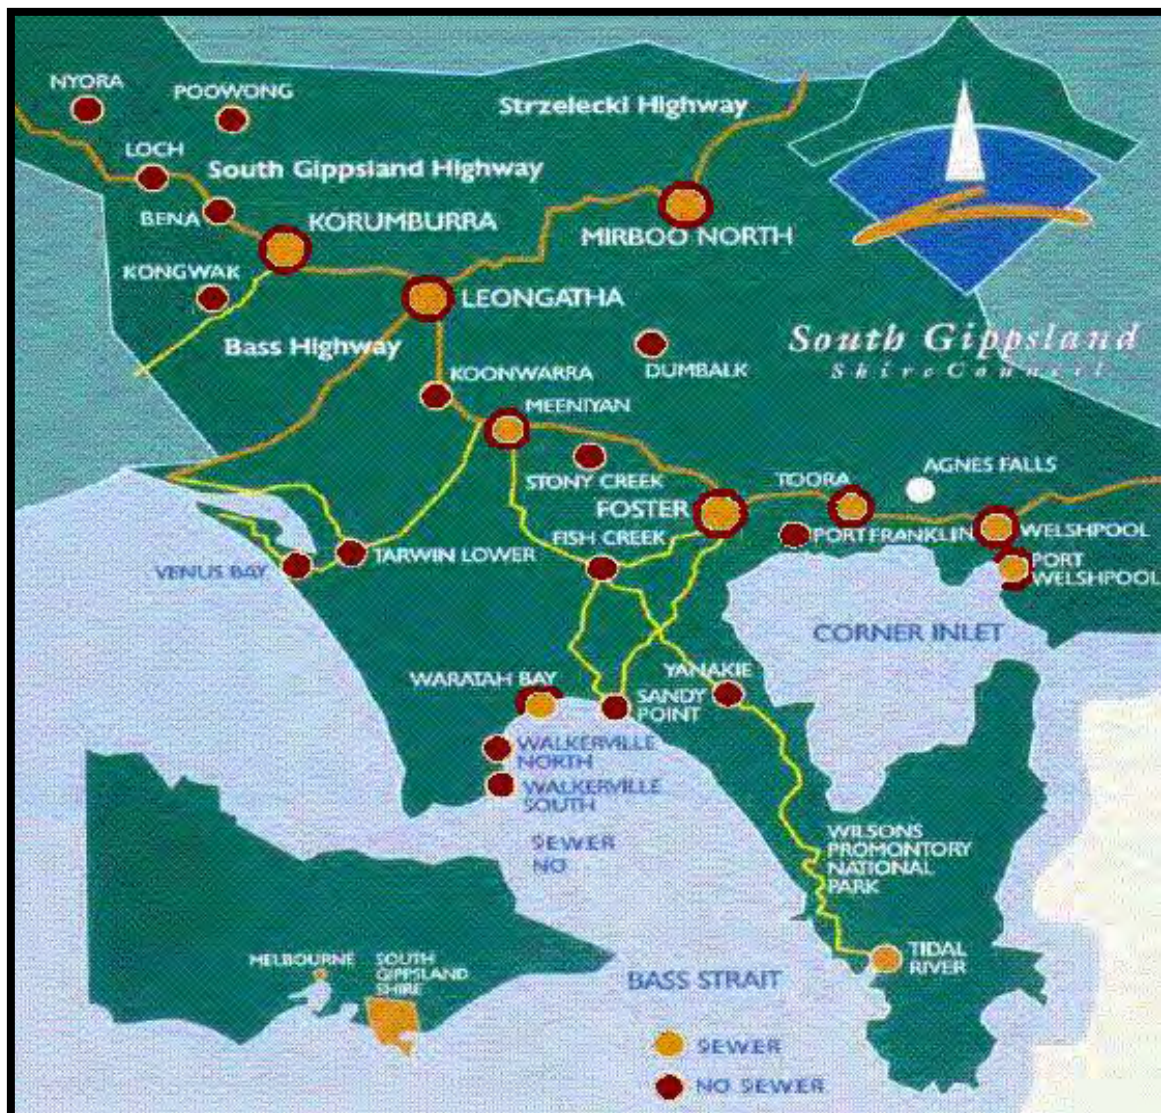 NYORA
POOWONG
Strzelecki Highway
LOCH
South Gippsland Highway
BENA
KORUMBURRA
MIRBOO NORTH
KONGWAK
LEONGATHA
Bass Highway
South Gippsland
Shire Council
DUMBALK
KOONWARRA
MEENIYAN
STONY CREEK
AGNES FALLS
TOORA
FOSTER
FISH CREEK
PORT FRANKLIN
WELSHPOOL
PORT
WELSHPOOL
TARWIN LOWER
VENUS BAY
CORNER INLET
WARATAH BAY
YANAKIE
SANDY
POINT
WALKERVILLE
NORTH
WALKERVILLE
SOUTH
SEWER
NO
WILSONS
PROMONTORY
NATIONAL
PARK
TIDAL
RIVER
MELBOURNE
SOUTH
GIPPSLAND
SHIRE
BASS STRAIT
SEWER
NO SEWER